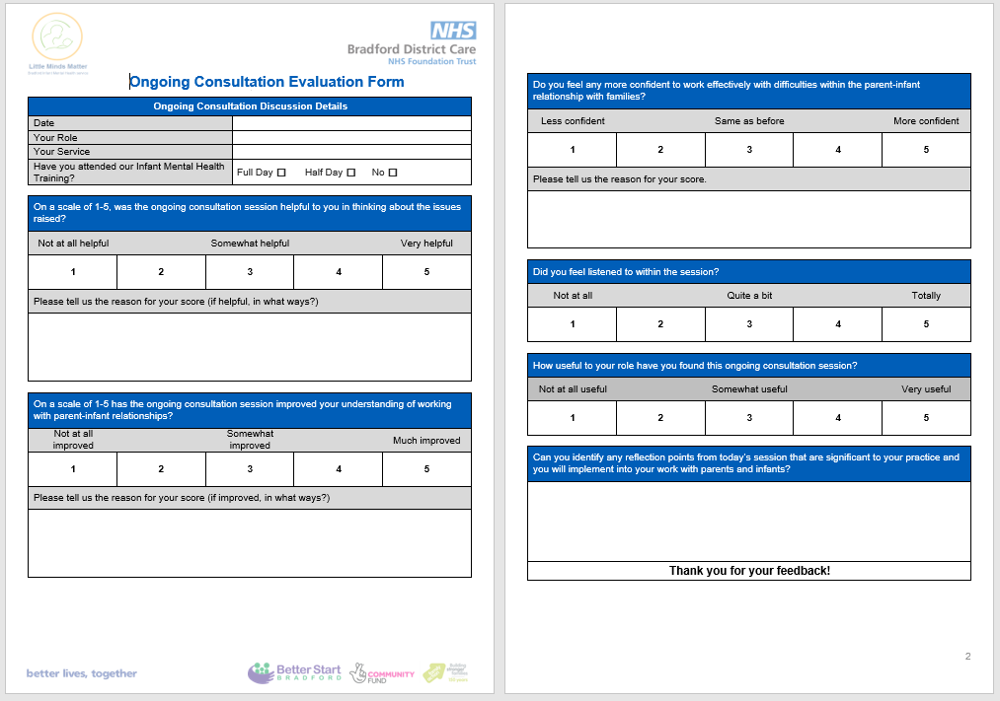 Little Minds Matter
NHS
Bradford District Care
NHS Foundation Trust
Ongoing Consultation Evaluation Form
Ongoing Consultation Discussion Details
Date
Your Role
Your Service
Have you attended our Infant Mental Health
Training?
Full Day ☐ Half Day ☐ No ☐
On a scale of 1-5, was the ongoing consultation session helpful to you in thinking about the issues
raised?
Not at all helpful Somewhat helpful Very helpful
1 2 3 4 5
Please tell us the reason for your score (if helpful, in what ways?)
On a scale of 1-5 has the ongoing consultation session improved your understanding of working
with parent-infant relationships?
Not at all
improved
Somewhat
improved
Much improved
1 2 3 4 5
Please tell us the reason for your score (if improved, in what ways?)
better lives, together
Better Start
BRADFORD
COMMUNITY
FUND
Do you feel any more confident to work effectively with difficulties within the parent-infant
relationship with families?
Less confident Same as before More confident
1 2 3 4 5
Please tell us the reason for your score.
Did you feel listened to within the session?
Not at all Quite a bit Totally
1 2 3 4 5
How useful to your role have you found this ongoing consultation session?
Not at all useful Somewhat useful Very useful
1 2 3 4 5
Can you identify any reflection points from today's session that are significant to your practice and
you will implement into your work with parents and infants?
Thank you for your feedback!
2